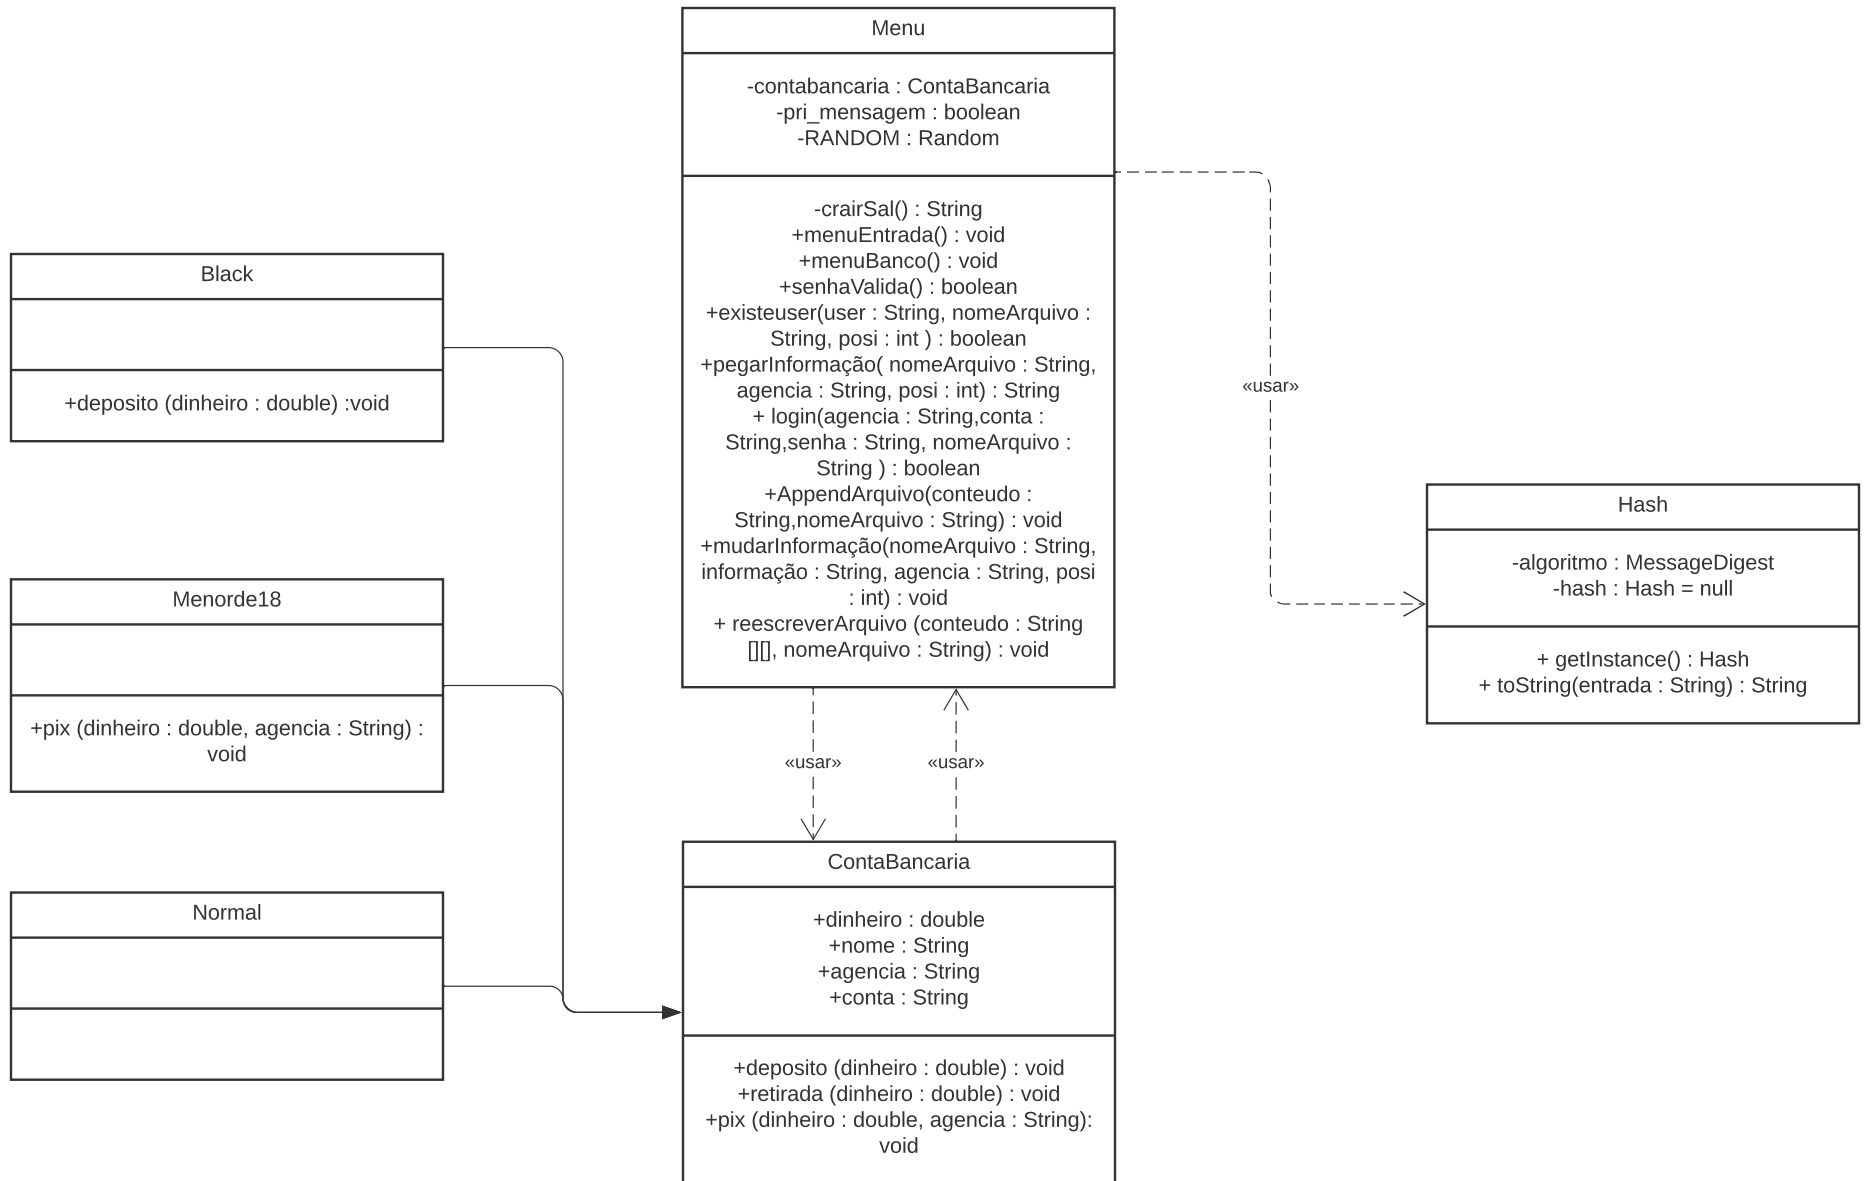 Menu
-contabancaria : ContaBancaria
-pri_mensagem : boolean
-RANDOM : Random
-crairSal() : String
+menuEntrada() : void
+menuBanco() : void
+senhaValida() : boolean
+existeuser(user : String, nomeArquivo :
String, posi : int ) : boolean
+pegarInformação( nomeArquivo : String,
agencia : String, posi : int) : String
+ login(agencia : String,conta :
String,senha : String, nomeArquivo :
String ) : boolean
+AppendArquivo(conteudo :
String,nomeArquivo : String) : void
+mudarInformação(nomeArquivo : String,
informação : String, agencia : String, posi
: int) : void
+ reescreverArquivo (conteudo : String
[][], nomeArquivo : String) : void
Black
+deposito (dinheiro : double) :void
Menorde18
+pix (dinheiro : double, agencia : String) :
void
Normal
«usar»
Hash
-algoritmo : MessageDigest
-hash : Hash = null
+ getInstance() : Hash
+ toString(entrada : String) : String
«usar»
«usar»
ContaBancaria
+dinheiro : double
+nome : String
+agencia : String
+conta : String
+deposito (dinheiro : double) : void
+retirada (dinheiro : double) : void
+pix (dinheiro : double, agencia : String):
void